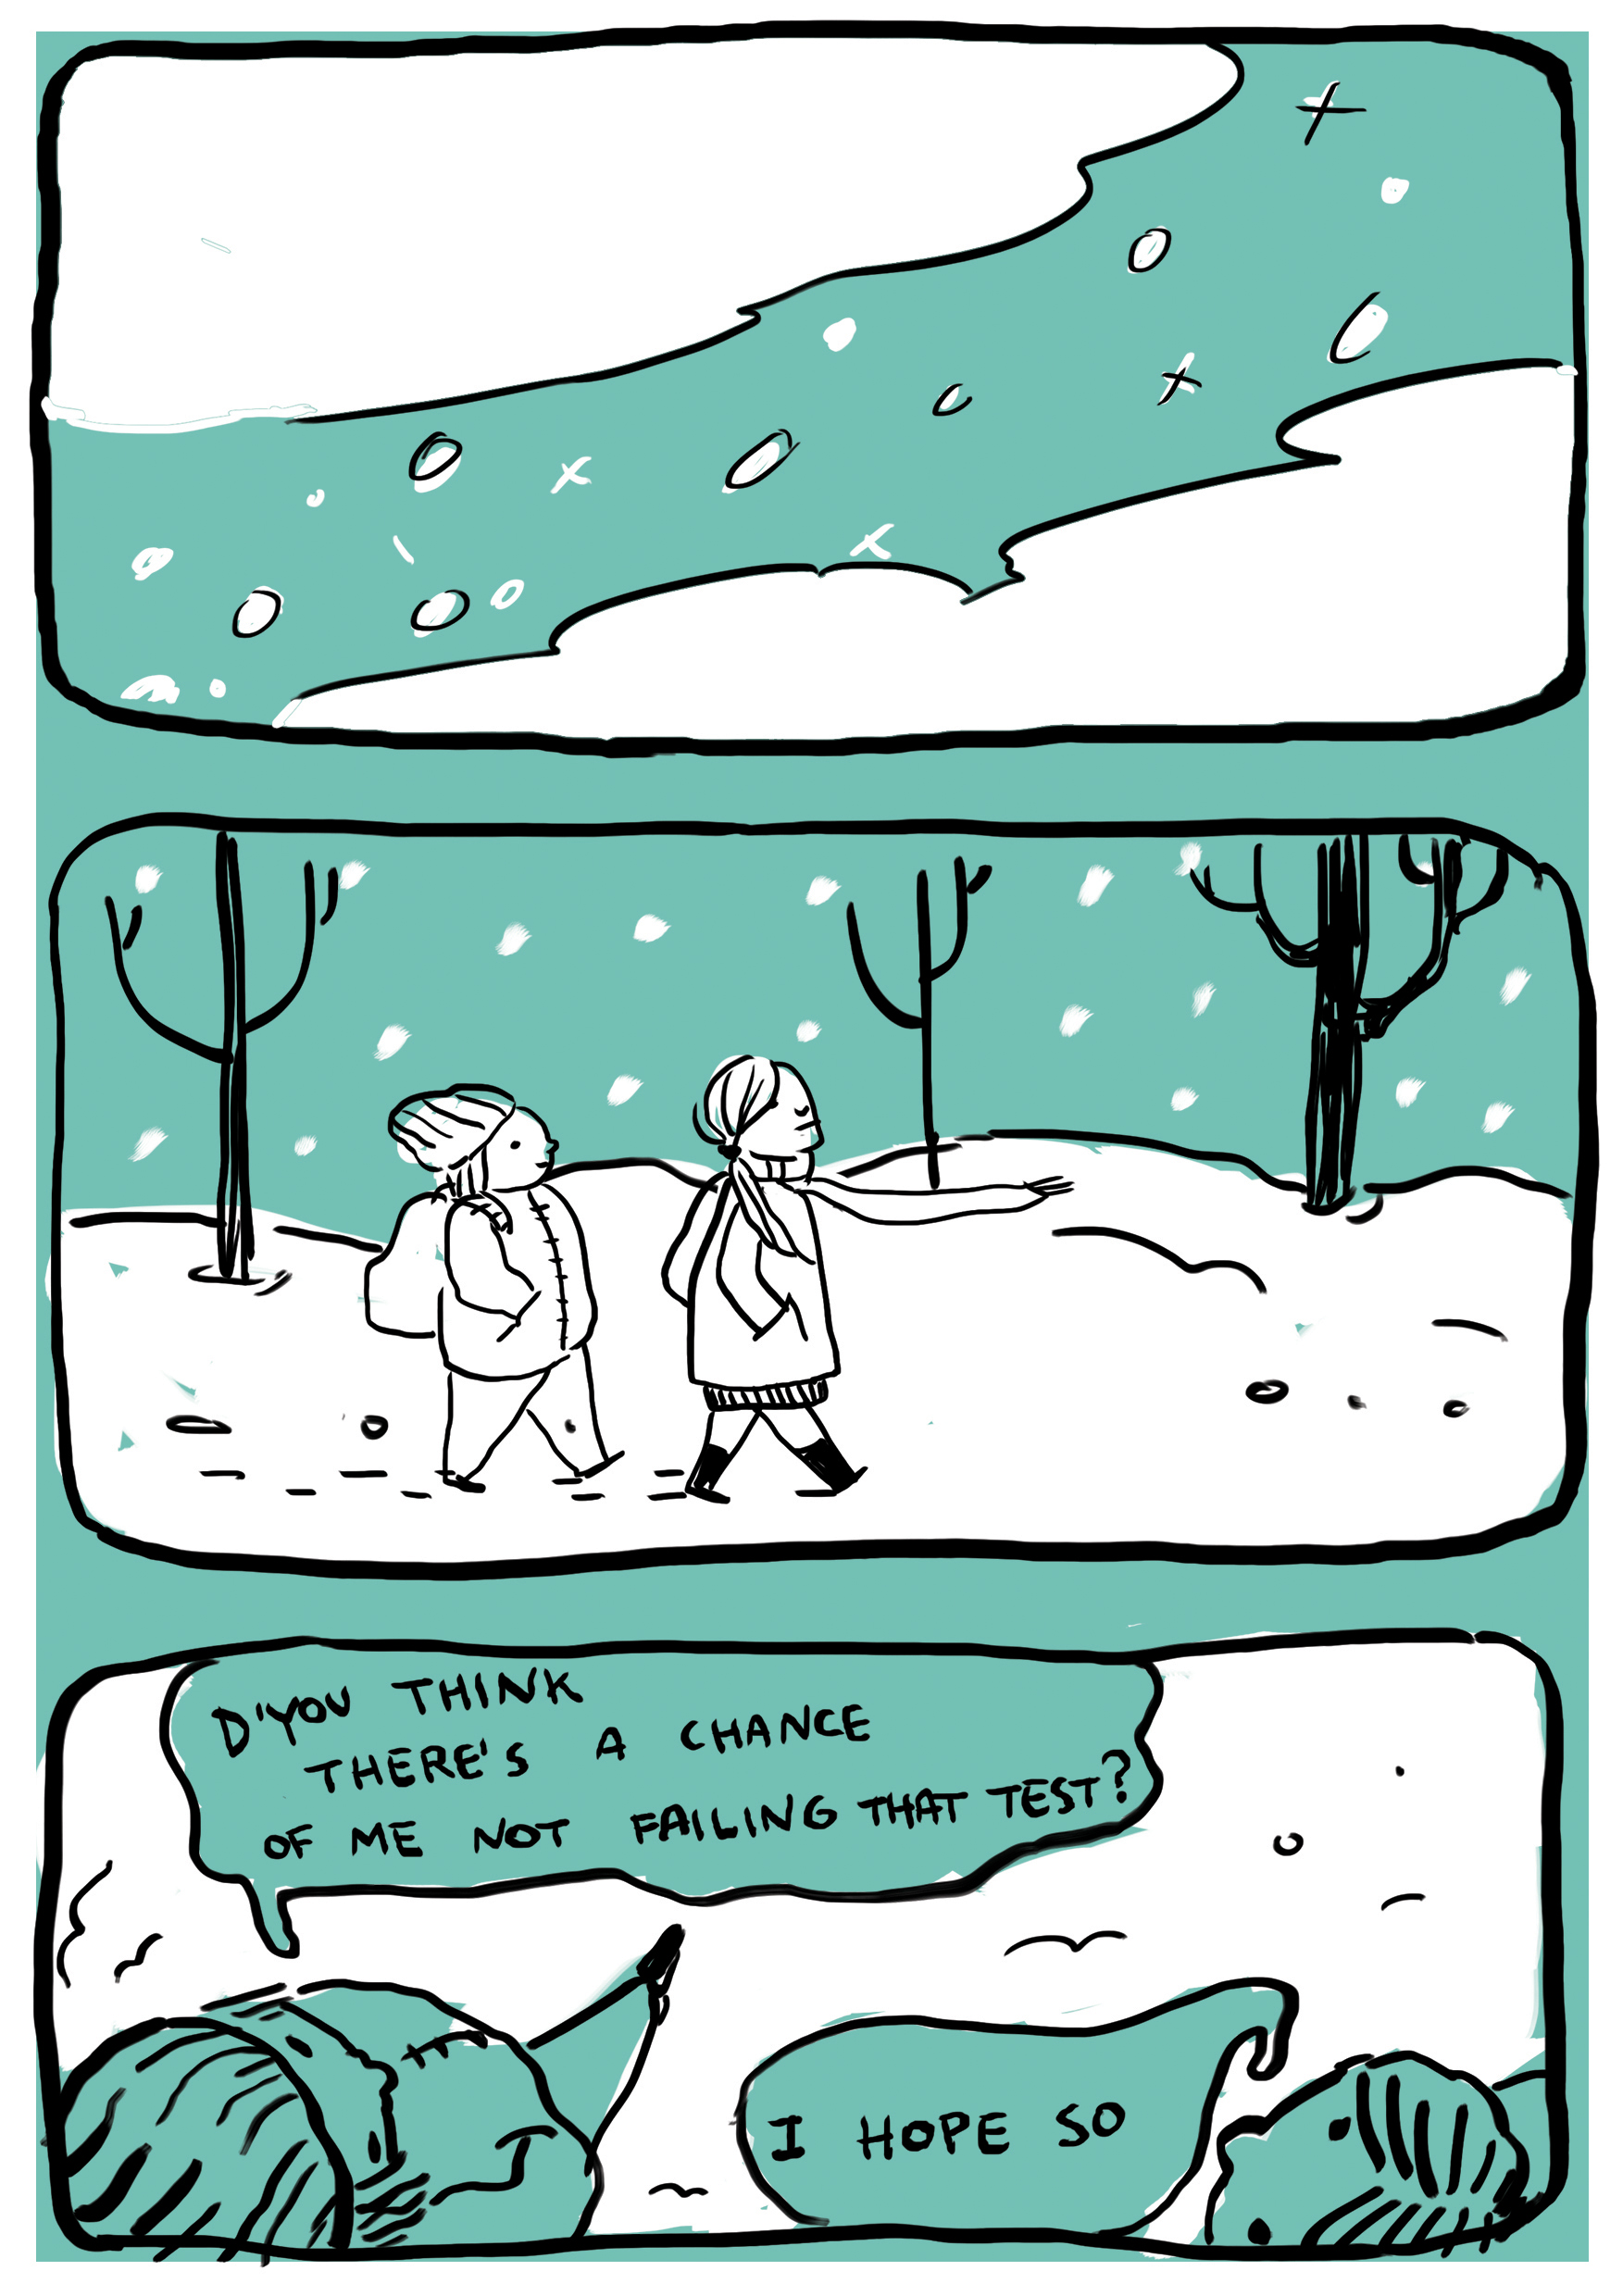 D'YOU THINK
THERE'S A CHANCE
OF ME NOT FAILING THAT TEST?
I HOPE SO